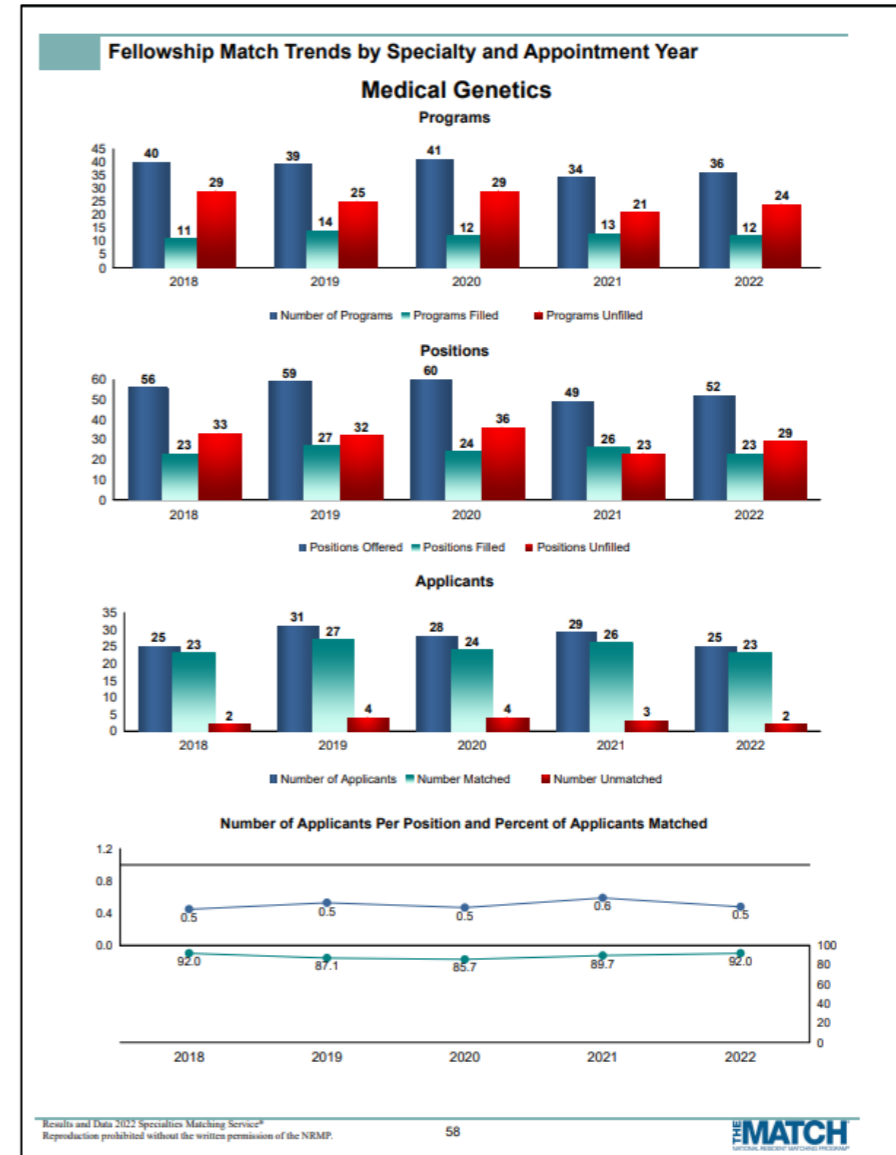 Fellowship Match Trends by Specialty and Appointment Year
Medical Genetics
Programs
45
40
35
30
25
20
15
10
5
0
40 11 29
39 14 25
41 12 29
34 13 21
36 12 24
2018 2019 2020 2021 2022
Number of Programs Programs Filled Programs Unfilled
Positions
60
50
40
30
20
10
0
56 23 33
59 27 32
60 24 36
49 26 23
52 23 29
2018 2019 2020 2021 2022
Positions Offered Positions Filled Positions Unfilled
Applicants
35
30
25
20
15
10
5
0
25 23 2
31 27 4
28 24 4
29 26 3
25 23 2
2018 2019 2020 2021 2022
Number of Applicants Number Matched Number Unmatched
Number of Applicants Per Position and Percent of Applicants Matched
1.2
0.8
0.4
0.0
0.5 0.5 0.5 0.6 0.5
92.0 87.1 85.7 89.7 92.0
100
80
60
40
20
0
2018 2019 2020 2021 2022
Results and Data 2022 Specialties Matching Service®
Reproduction prohibited without the written permission of the NRMP.
58
THE MATCH
NATIONAL RESIDENT MATCHING PROGRAM®